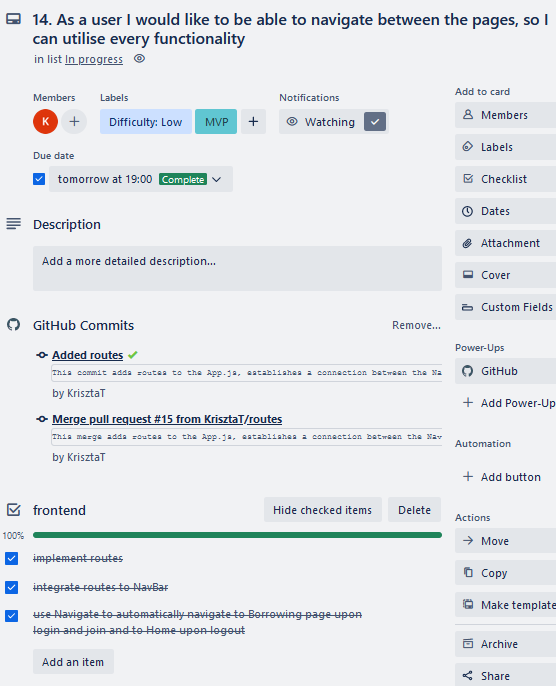 14. As a user I would like to be able to navigate between the pages, so I
can utilise every functionality
in list In progress
Members
Labels
Notifications
K
Difficulty: Low
MVP
Watching
Due date
tomorrow at 19:00 Complete
Description
Add a more detailed description...
GitHub Commits
Remove...
Added routes
This commit adds routes to the App.js, establishes a connection between the Na
by KrisztaT
Merge pull request #15 from KrisztaT/routes
This merge adds routes to the App.js, establishes a connection between the Nav
by KrisztaT
frontend
Hide checked items
Delete
100%
implement routes
integrate routes to NavBar
use Navigate to automatically navigate to Borrowing page upon
login and join and to Home upon logout
Add an item
Add to card
Members
Labels
Checklist
Dates
Attachment
Cover
Custom Fields
Power-Ups
GitHub
Add Power-Up
Automation
Add button
Actions
Move
Copy
Make template
Archive
Share